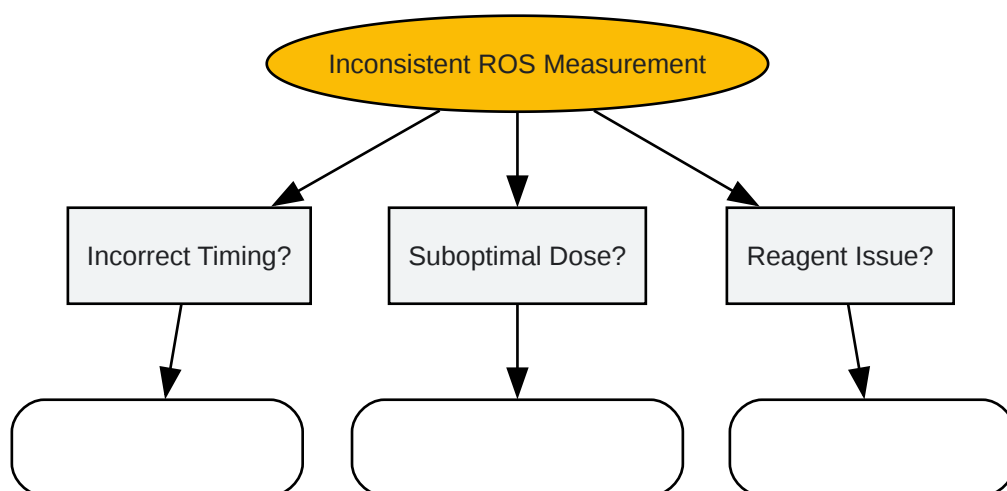 Inconsistent ROS Measurement
Incorrect Timing?
Suboptimal Dose?
Reagent Issue?